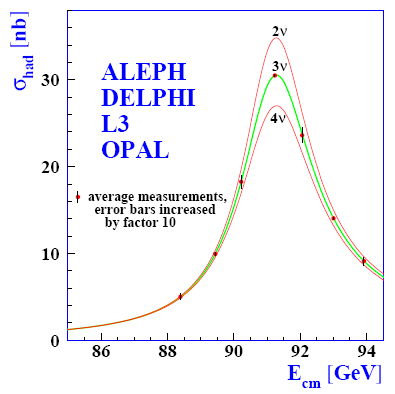 σhad [nb]
30
20
10
0
ALEPH
DELPHI
L3
OPAL
2ν
3ν
4ν
average measurements,
error bars increased
by factor 10
86 88 90 92 94
Ecm [GeV]